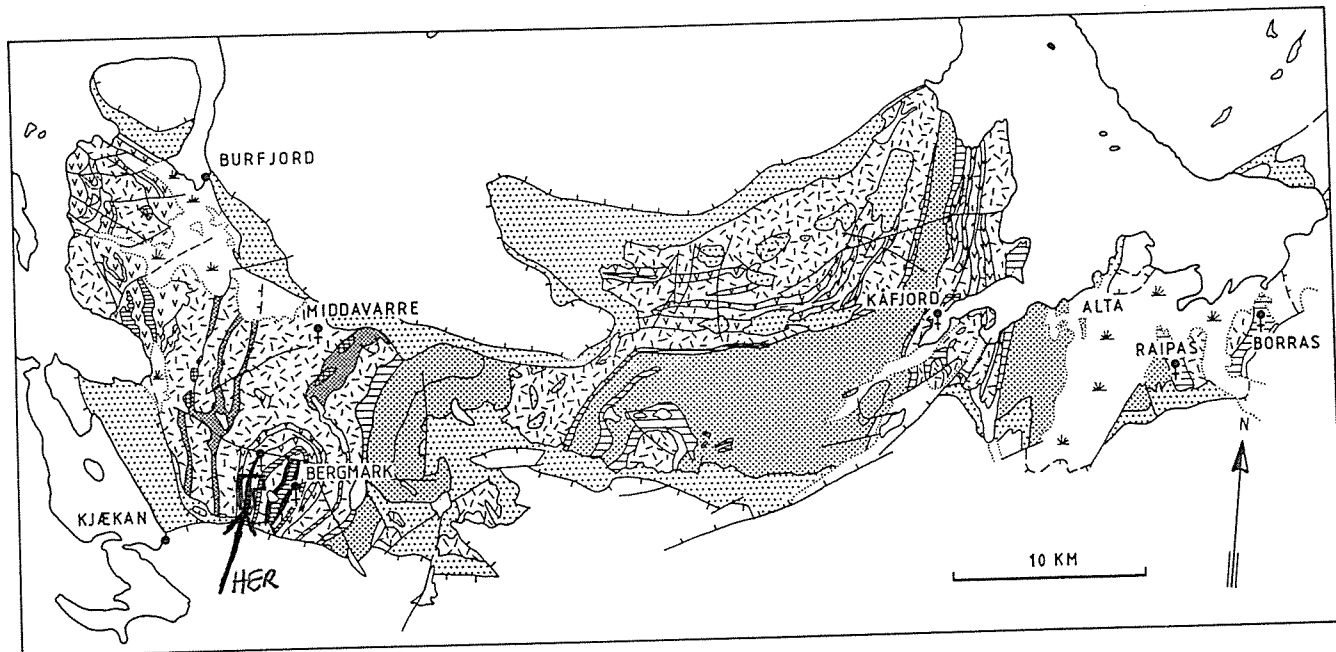 BURFJORD
MIDDAVARRE
KÅFJORD
ALTA
RAIPAS
BORRAS
N
BERGMARK
KJÆKAN
10 KM
HER